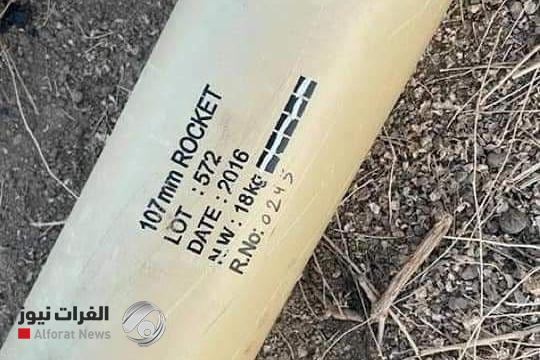 107mm ROCKET
LOT : 572
DATE : 2016
N.W : 18kg
R.No: 0245
الفرات نيوز
Alforat News